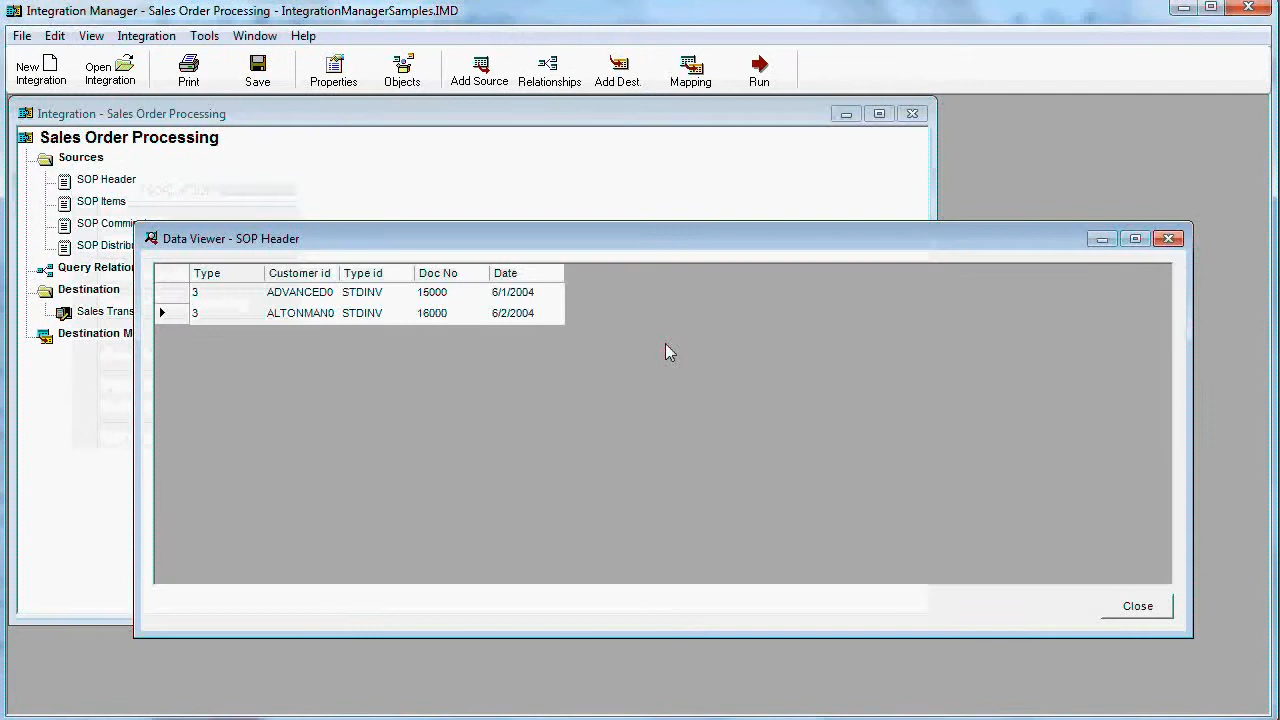 Integration Manager - Sales Order Processing - IntegrationManagerSamples.IMD
File Edit View Integration Tools Window Help
New Integration Open Integration Print Save Properties Objects Add Source Relationships Add Dest. Mapping Run
Integration - Sales Order Processing
Sales Order Processing
Sources
SOP Header
SOP Items
SOP
SOP
Data Viewer - SOP Header
Query
Destination
Sales
Destination
Type Customer id Type id Doc No Date
3 ADVANCED0 STDINV 15000 6/1/2004
3 ALTONMAN0 STDINV 16000 6/2/2004
Close